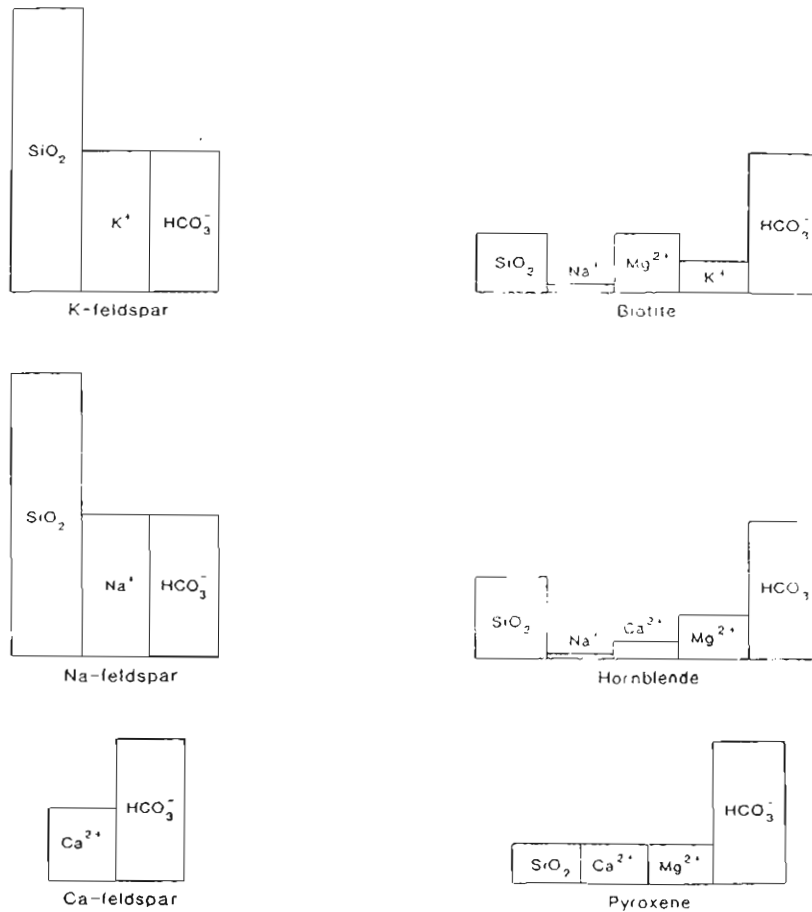 SiO₂
K⁺
HCO₃⁻
K-feldspar
SiO₂
Na⁺
Mg²⁺
K⁺
HCO₃⁻
Biotite
SiO₂
Na⁺
HCO₃⁻
Na-feldspar
SiO₂
Na⁺
Ca²⁺
Mg²⁺
HCO₃
Hornblende
Ca²⁺
HCO₃⁻
Ca-feldspar
SiO₂
Ca²⁺
Mg²⁺
HCO₃⁻
Pyroxene